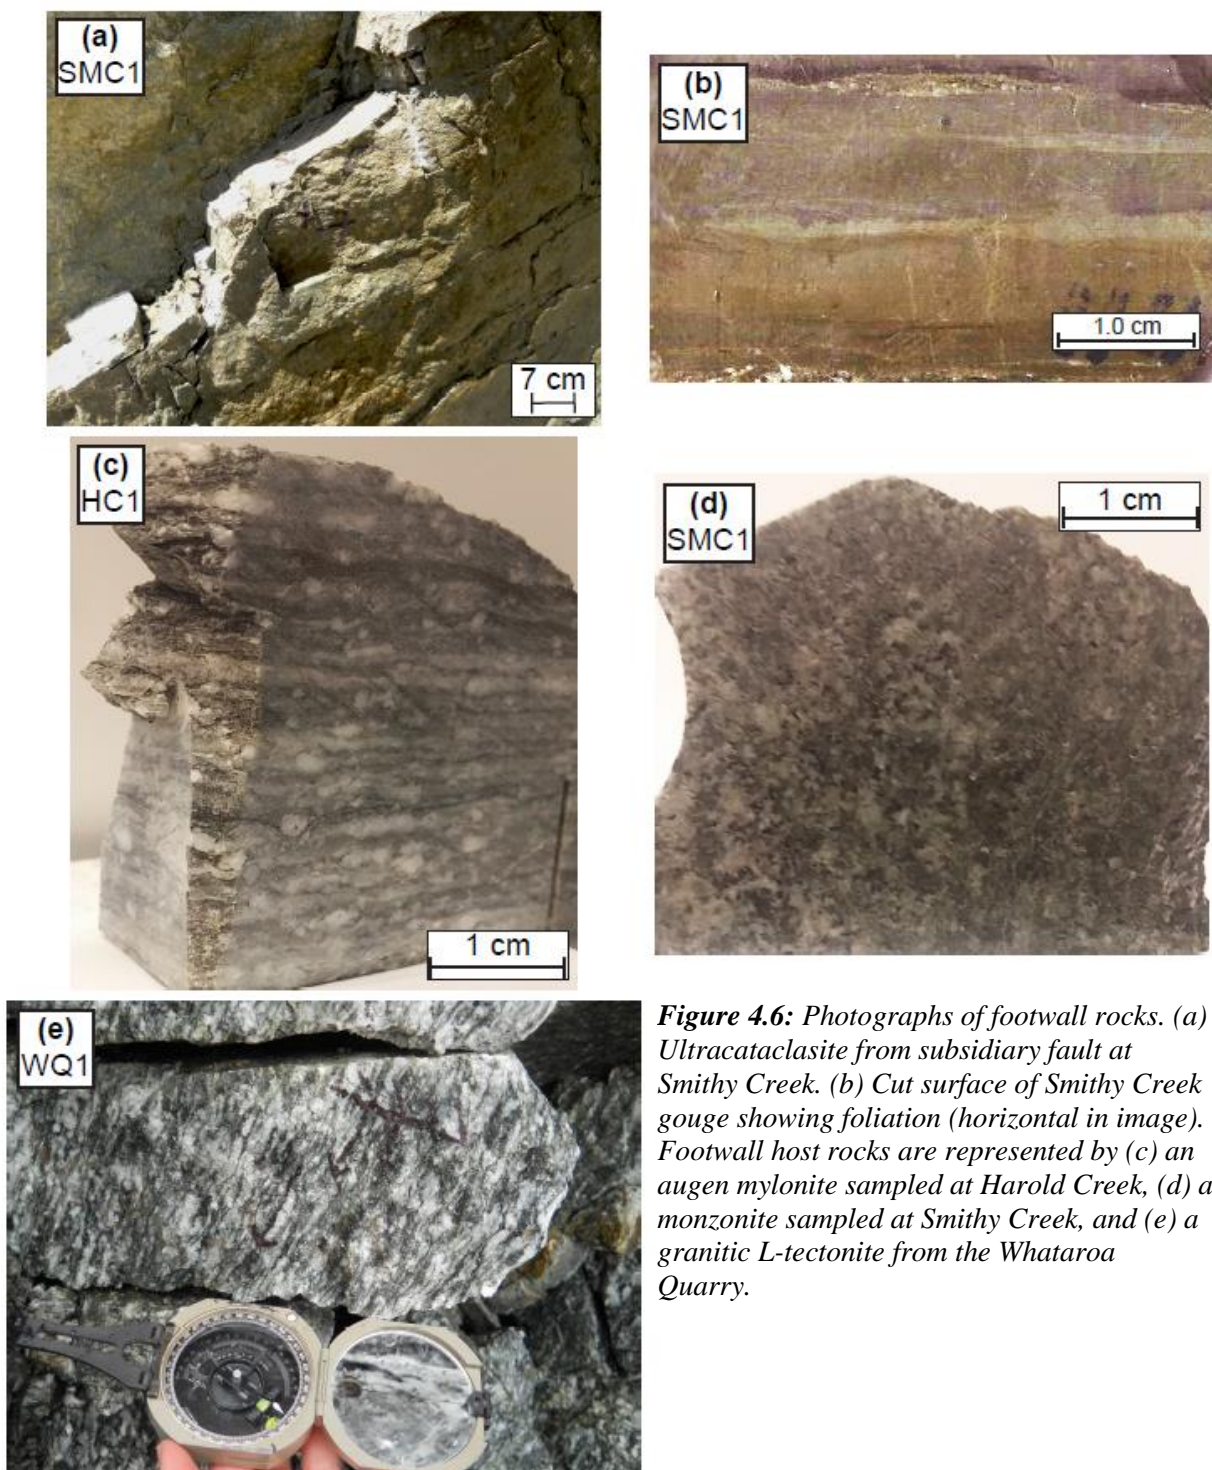 (a)
SMC1
7 cm
(b)
SMC1
1.0 cm
(c)
HC1
1 cm
(d)
SMC1
1 cm
(e)
WQ1
Figure 4.6: Photographs of footwall rocks. (a)
Ultracataclasite from subsidiary fault at
Smithy Creek. (b) Cut surface of Smithy Creek
gouge showing foliation (horizontal in image).
Footwall host rocks are represented by (c) an
augen mylonite sampled at Harold Creek, (d) a
monzonite sampled at Smithy Creek, and (e) a
granitic L-tectonite from the Whataroa
Quarry.